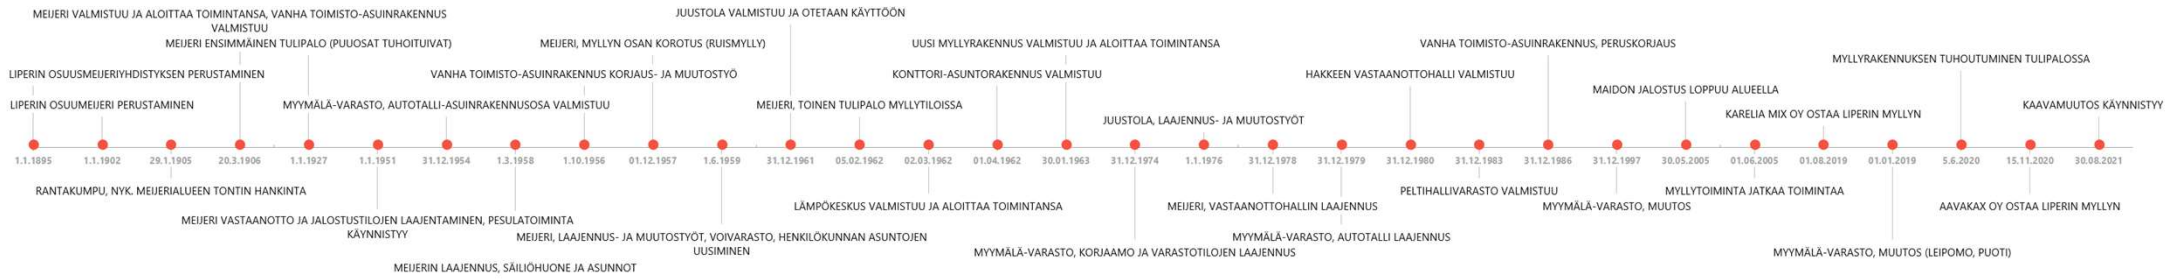 MEIJERI VALMISTUU JA ALOITTAA TOIMINTANSA, VANHA TOIMISTO-ASUINRAKENNUS
VALMISTUU
JUUSTOLA VALMISTUU JA OTETAAN KÄYTTÖÖN
MEIJERI ENSIMMÄINEN TULIPALO (PUUOSAT TUHOITUIVAT)
MEIJERI, MYLLYN OSAN KOROTUS (RUISMYLLY)
UUSI MYLLYRAKENNUS VALMISTUU JA ALOITTAA TOIMINTANSA
VANHA TOIMISTO-ASUINRAKENNUS, PERUSKORJAUS
MYLLYRAKENNUKSEN TUHOUTUMINEN TULIPALOSSA
LIPERIN OSUUSMEIJERIYHDISTYKSEN PERUSTAMINEN
VANHA TOIMISTO-ASUINRAKENNUS KORJAUS- JA MUUTOSTYÖ
KONTTORI-ASUNTORAKENNUS VALMISTUU
HAKKEEN VASTAANOTTOHALLI VALMISTUU
MAIDON JALOSTUS LOPPUU ALUEELLA
LIPERIN OSUUMEIJERI PERUSTAMINEN
MYYMÄLÄ-VARASTO, AUTOTALLI-ASUINRAKENNUSOSA VALMISTUU
MEIJERI, TOINEN TULIPALO MYLLYTILOISSA
KAAVAMUUTOS KÄYNNISTYY
JUUSTOLA, LAAJENNUS- JA MUUTOSTYÖT
KARELIA MIX OY OSTAA LIPERIN MYLLYN
1.1.1895
1.1.1902
29.1.1905
20.3.1906
1.1.1927
1.1.1951
31.12.1954
1.3.1958
1.10.1956
01.12.1957
1.6.1959
31.12.1961
05.02.1962
02.03.1962
01.04.1962
30.01.1963
31.12.1974
1.1.1976
31.12.1978
31.12.1979
31.12.1980
31.12.1983
31.12.1986
31.12.1997
30.05.2005
01.06.2005
01.08.2019
01.01.2019
5.6.2020
15.11.2020
30.08.2021
RANTAKUMPU, NYK. MEIJERIALUEEN TONTIN HANKINTA
PELTIHALLIVARASTO VALMISTUU
MYLLYTOIMINTA JATKAA TOIMINTAA
LÄMPÖKESKUS VALMISTUU JA ALOITTAA TOIMINTANSA
MEIJERI, VASTAANOTTOHALLIN LAAJENNUS
MYYMÄLÄ-VARASTO, MUUTOS
AAVAKAX OY OSTAA LIPERIN MYLLYN
MEIJERI VASTAANOTTO JA JALOSTUSTILOJEN LAAJENTAMINEN, PESULATOIMINTA
KÄYNNISTYY
MEIJERI, LAAJENNUS- JA MUUTOSTYÖT, VOIVARASTO, HENKILÖKUNNAN ASUNTOJEN
UUSIMINEN
MYYMÄLÄ-VARASTO, AUTOTALLI LAAJENNUS
MYYMÄLÄ-VARASTO, KORJAAMO JA VARASTOTILOJEN LAAJENNUS
MYYMÄLÄ-VARASTO, MUUTOS (LEIPOMO, PUOTI)
MEIJERIN LAAJENNUS, SÄILIÖHUONE JA ASUNNOT